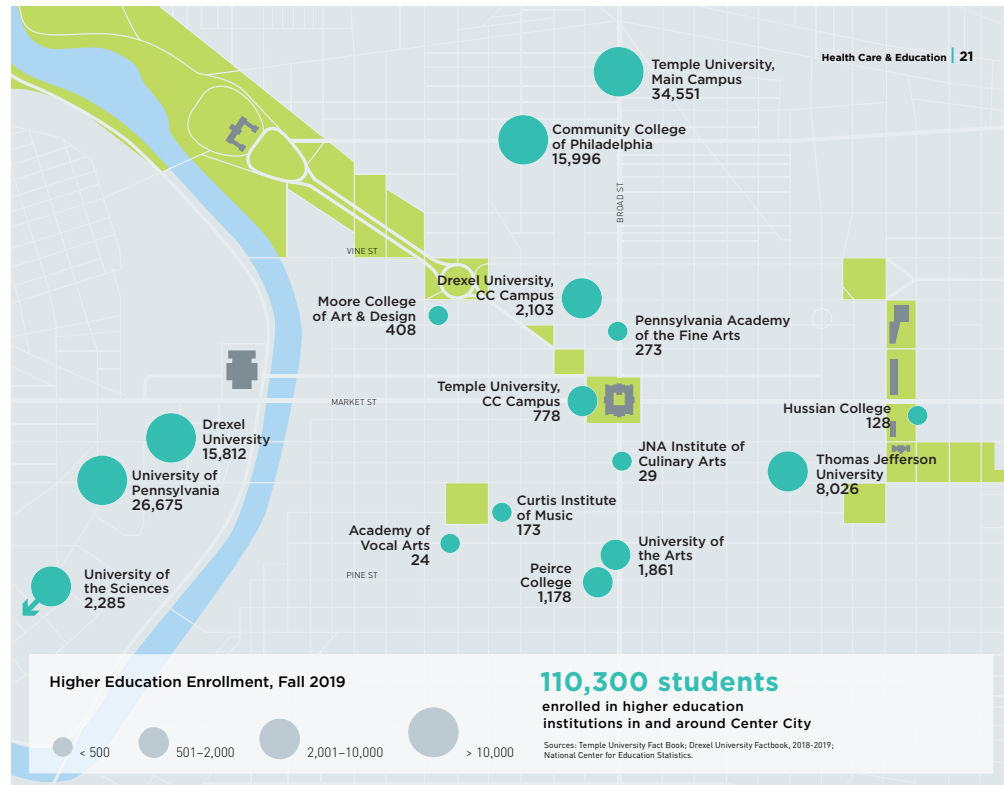 Health Care & Education | 21
Temple University,
Main Campus
34,551
Community College
of Philadelphia
15,996
BROAD ST
VINE ST
Drexel University,
CC Campus
2,103
Moore College
of Art & Design
408
Pennsylvania Academy
of the Fine Arts
273
Temple University,
CC Campus
778
MARKET ST
Hussian College
128
Drexel
University
15,812
JNA Institute of
Culinary Arts
29
Thomas Jefferson
University
8,026
University of
Pennsylvania
26,675
Curtis Institute
of Music
173
Academy of
Vocal Arts
24
University of
the Arts
1,861
Peirce
College
1,178
PINE ST
University of
the Sciences
2,285
Higher Education Enrollment, Fall 2019
< 500
501–2,000
2,001–10,000
> 10,000
110,300 students
enrolled in higher education
institutions in and around Center City
Sources: Temple University Fact Book; Drexel University Factbook, 2018-2019;
National Center for Education Statistics.